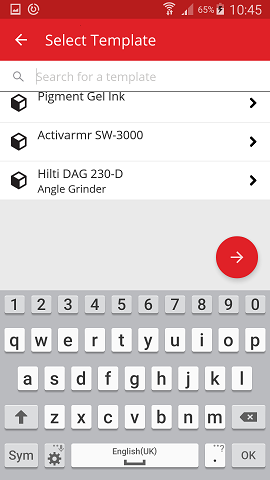 65% 10:45
Select Template
Search for a template
Pigment Gel Ink
Activarmr SW-3000
Hilti DAG 230-D
Angle Grinder
1 2 3 4 5 6 7 8 9 0
q w e r t y u i o p
a s d f g h j k l
z x c v b n m
Sym English(UK) . ? OK